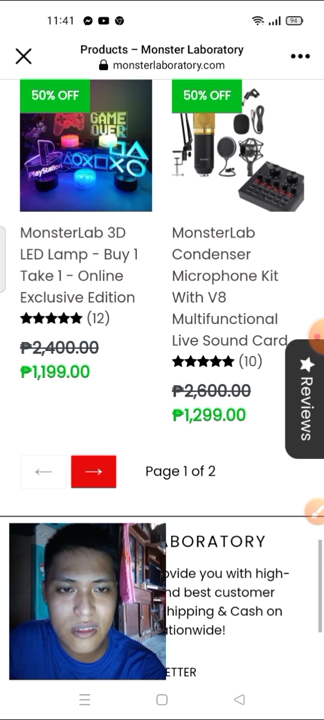 11:41
94
Products – Monster Laboratory
monsterlaboratory.com
50% OFF
50% OFF
GAME
OVER
PlayStation
MonsterLab 3D
LED Lamp - Buy 1
Take 1 - Online
Exclusive Edition
(12)
₱2,400.00
₱1,199.00
MonsterLab
Condenser
Microphone Kit
With V8
Multifunctional
Live Sound Card
(10)
₱2,600.00
₱1,299.00
Reviews
Page 1 of 2
BORATORY
ovide you with high-
nd best customer
hipping & Cash on
tionwide!
ETTER